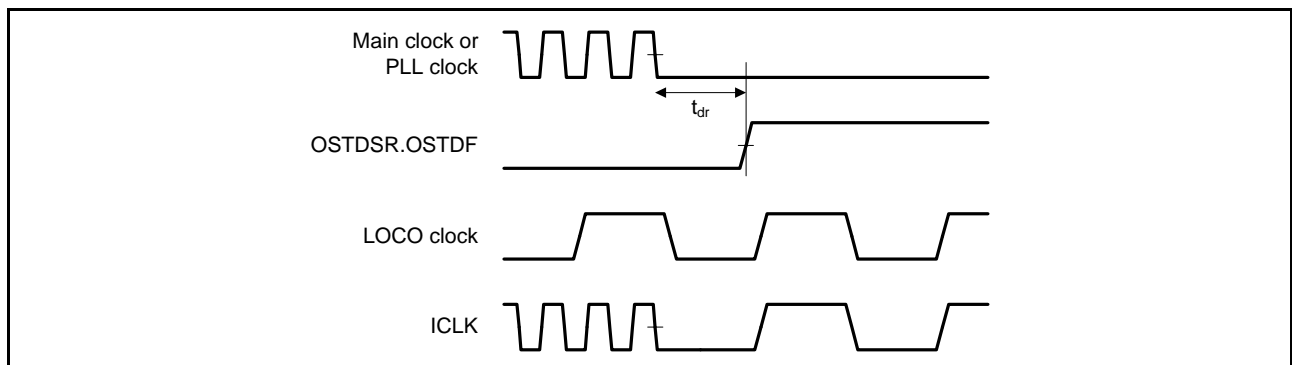 Main clock or
PLL clock
tdr
OSTDSR.OSTDF
LOCO clock
ICLK